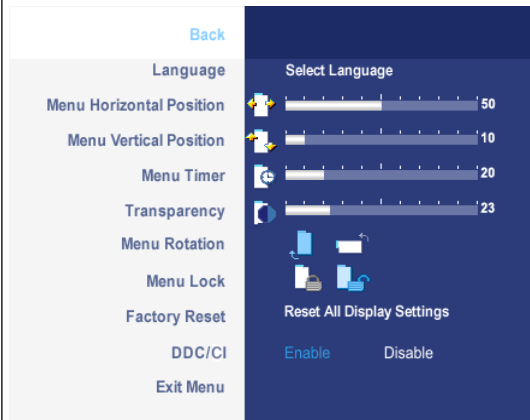 Back
Language Select Language
Menu Horizontal Position 50
Menu Vertical Position 10
Menu Timer 20
Transparency 23
Menu Rotation
Menu Lock
Factory Reset Reset All Display Settings
DDC/CI Enable Disable
Exit Menu